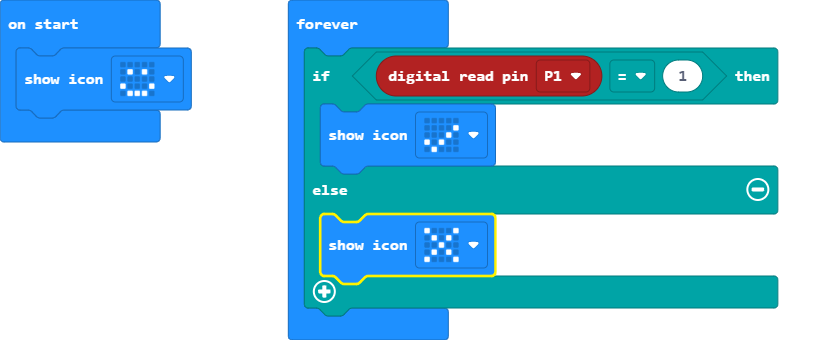 on start
show icon
forever
if digital read pin P1 = 1 then
show icon
else
show icon